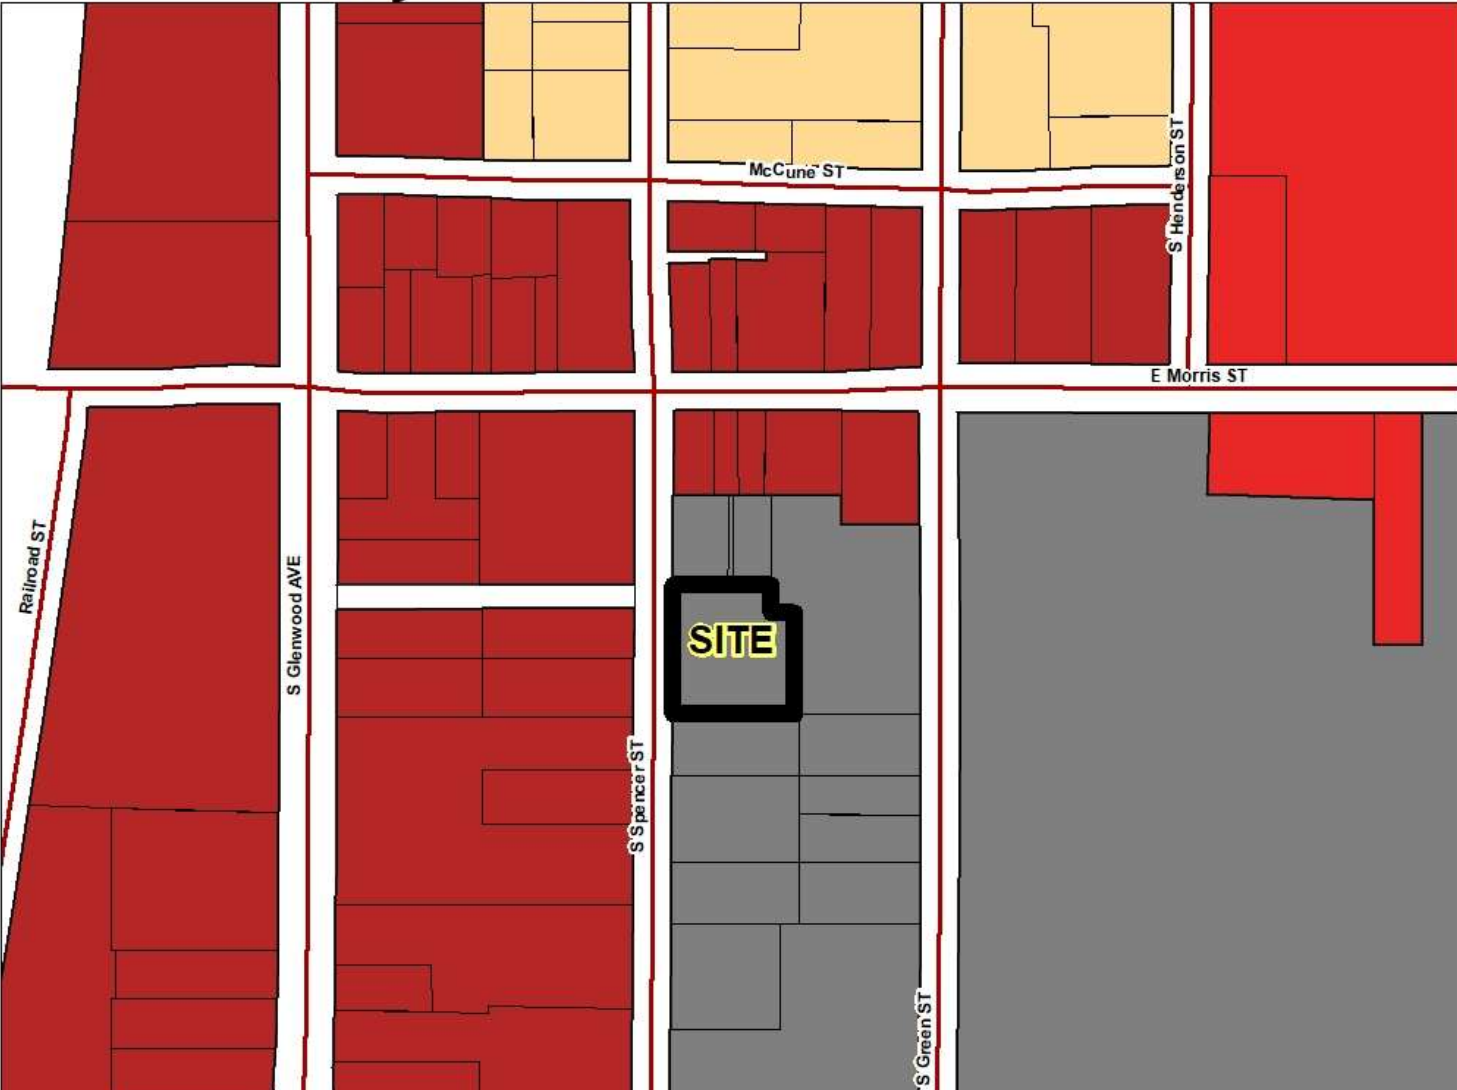 McCune ST
S Henderson ST
E Morris ST
Railroad ST
S Glenwood AVE
SITE
S Spencer ST
S Green ST